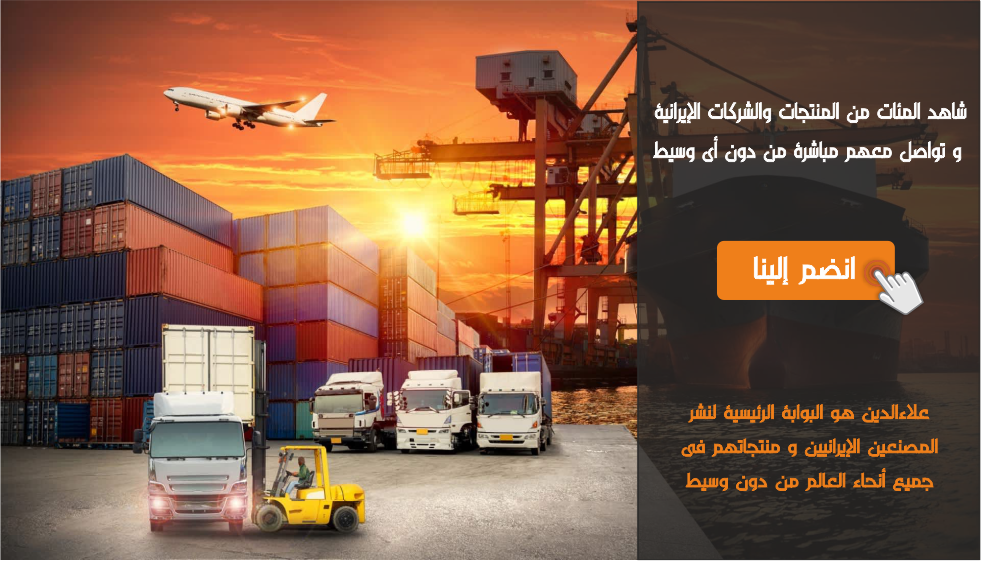 شاهد المئات من المنتجات والشركات الإيرانية
و تواصل معهم مباشرة من دون أى وسيط
انضم إلينا
علاءالدين هو البوابة الرئيسية لنشر
المصنعين الإيرانيين و منتجاتهم فى
جميع أنحاء العالم من دون وسيط